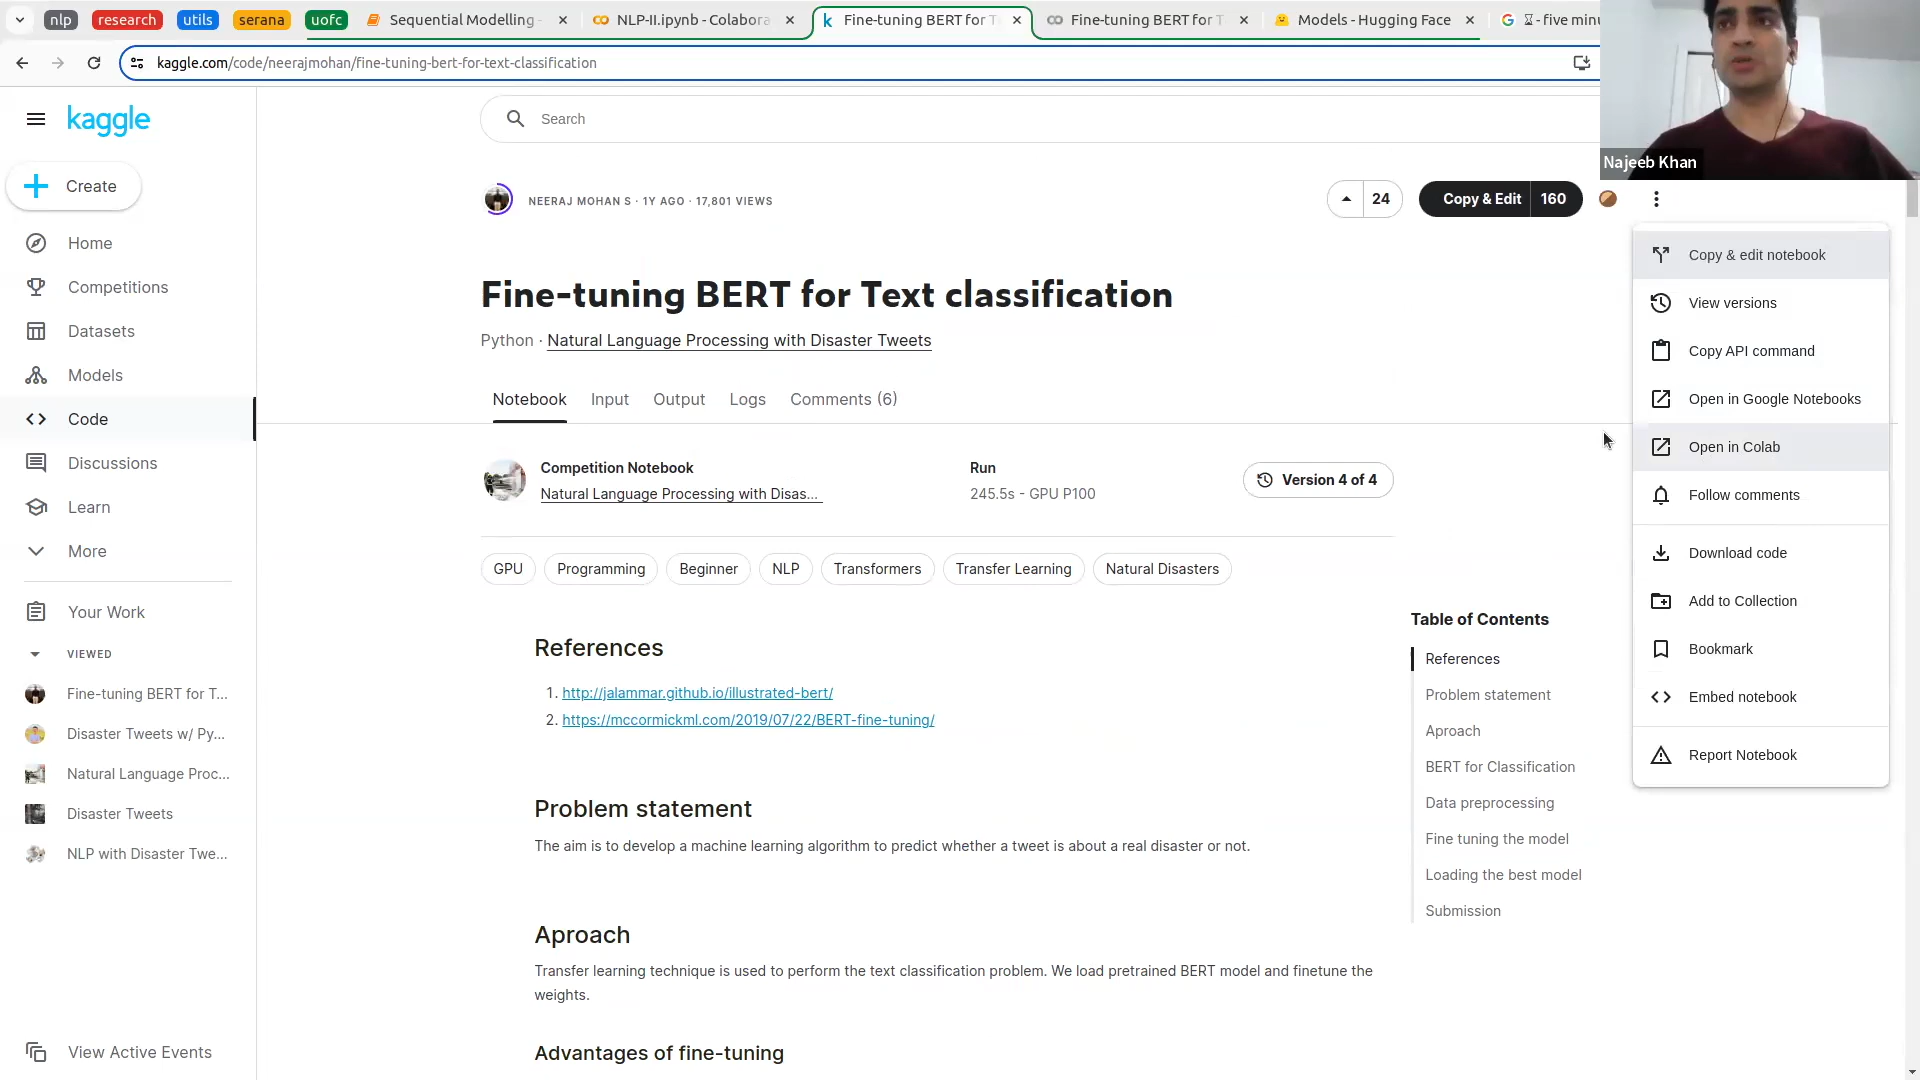 nlp
research
utils
serana
uofc
Sequential Modelling -
NLP-II.ipynb - Colabora
Fine-tuning BERT for T
Fine-tuning BERT for T
Models - Hugging Face
- five minu
kaggle.com/code/neerajmohan/fine-tuning-bert-for-text-classification
Najeeb Khan
kaggle
Search
Create
Home
Competitions
Datasets
Models
Code
Discussions
Learn
More
Your Work
VIEWED
Fine-tuning BERT for T...
Disaster Tweets w/ Py...
Natural Language Proc...
Disaster Tweets
NLP with Disaster Twe...
View Active Events
NEERAJ MOHAN S · 1Y AGO · 17,801 VIEWS
24
Copy & Edit 160
Fine-tuning BERT for Text classification
Python · Natural Language Processing with Disaster Tweets
Notebook Input Output Logs Comments (6)
Competition Notebook
Natural Language Processing with Disas...
Run
245.5s - GPU P100
Version 4 of 4
GPU
Programming
Beginner
NLP
Transformers
Transfer Learning
Natural Disasters
References
1. http://jalammar.github.io/illustrated-bert/
2. https://mccormickml.com/2019/07/22/BERT-fine-tuning/
Problem statement
The aim is to develop a machine learning algorithm to predict whether a tweet is about a real disaster or not.
Aproach
Transfer learning technique is used to perform the text classification problem. We load pretrained BERT model and finetune the
weights.
Advantages of fine-tuning
Table of Contents
References
Problem statement
Aproach
BERT for Classification
Data preprocessing
Fine tuning the model
Loading the best model
Submission
Copy & edit notebook
View versions
Copy API command
Open in Google Notebooks
Open in Colab
Follow comments
Download code
Add to Collection
Bookmark
Embed notebook
Report Notebook